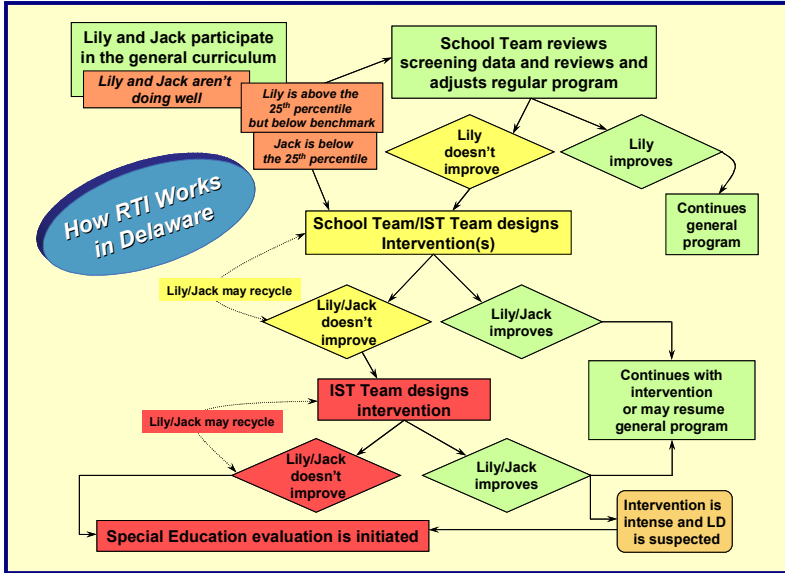 Lily and Jack participate
in the general curriculum
Lily and Jack aren't
doing well
Lily is above the
25th percentile
but below benchmark
Jack is below
the 25th percentile
School Team reviews
screening data and reviews and
adjusts regular program
Lily
doesn't
improve
Lily
improves
Continues
general
program
How RTI Works
in Delaware
School Team/IST Team designs
Intervention(s)
Lily/Jack may recycle
Lily/Jack
doesn't
improve
Lily/Jack
improves
Continues with
intervention
or may resume
general program
IST Team designs
intervention
Lily/Jack may recycle
Lily/Jack
doesn't
improve
Lily/Jack
improves
Intervention is
intense and LD
is suspected
Special Education evaluation is initiated